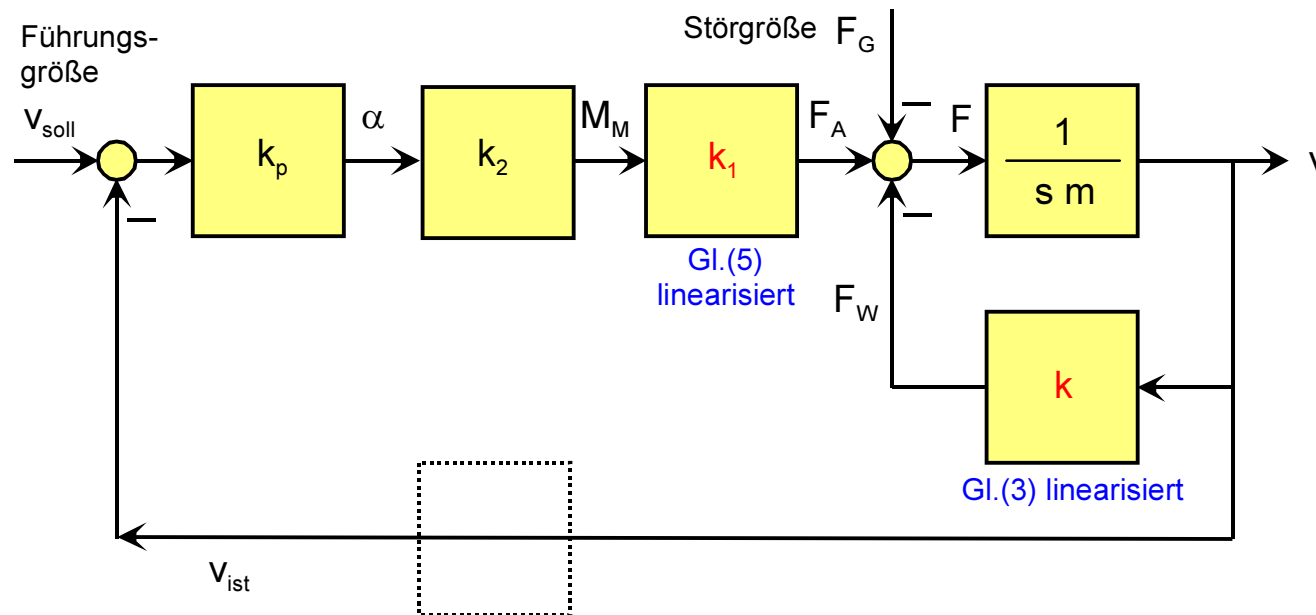 Führungs-
größe
v_soll
k_p
α
k_2
M_M
k_1
Gl.(5)
linearisiert
Störgröße F_G
F_A
F
1
s m
v
F_W
k
Gl.(3) linearisiert
v_ist